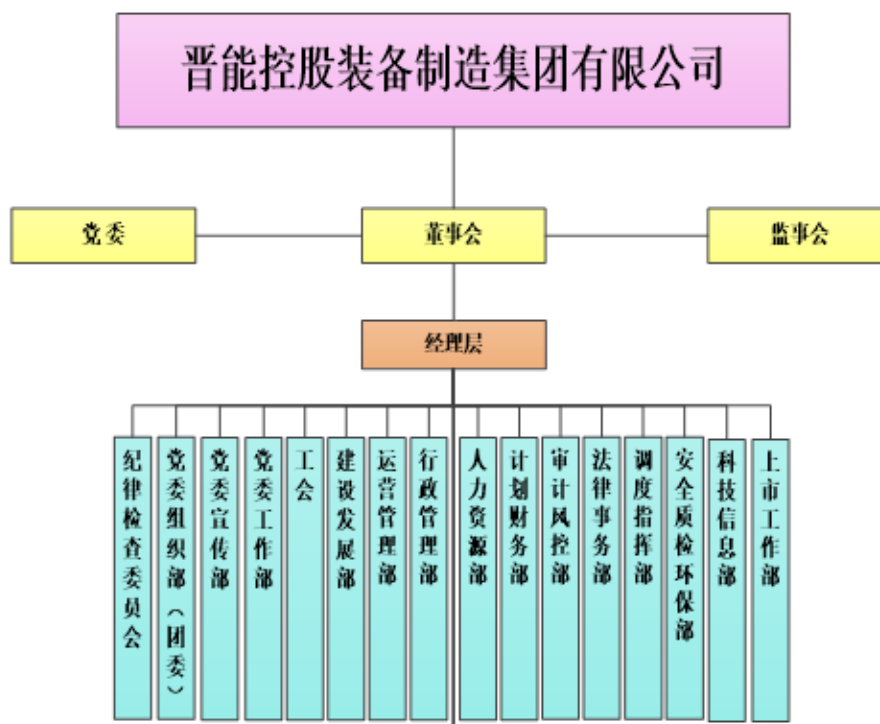 晋能控股装备制造集团有限公司
党委
董事会
监事会
经理层
纪律检查委员会
党委组织部（团委）
党委宣传部
党委工作部
工会
建设发展部
运营管理部
行政管理部
人力资源部
计划财务部
审计风控部
法律事务部
调度指挥部
安全质检环保部
科技信息部
上市工作部